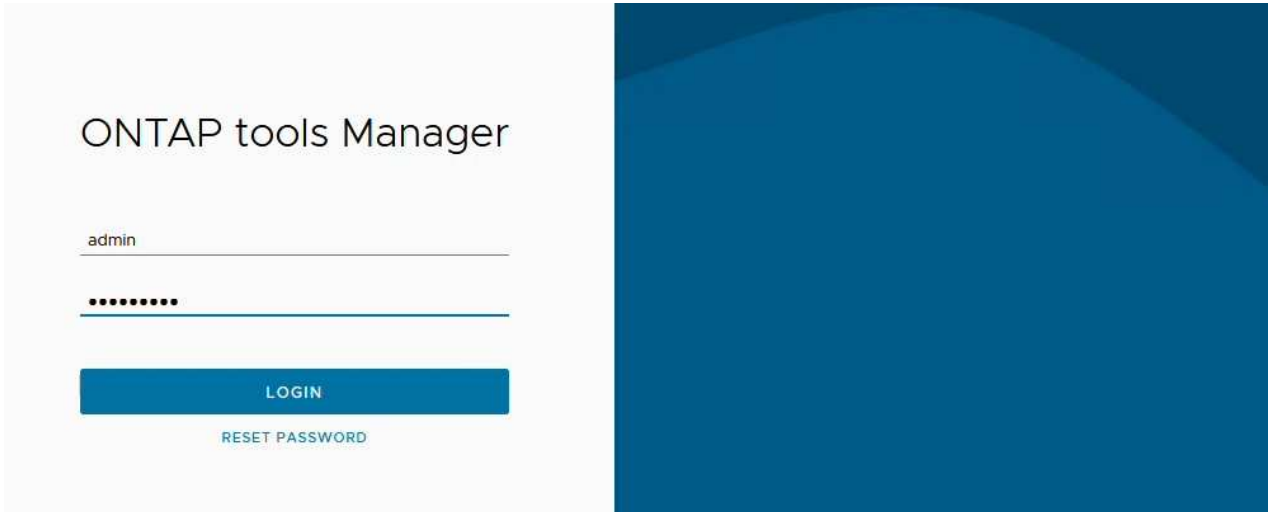 ONTAP tools Manager
admin
•••••••••
LOGIN
RESET PASSWORD